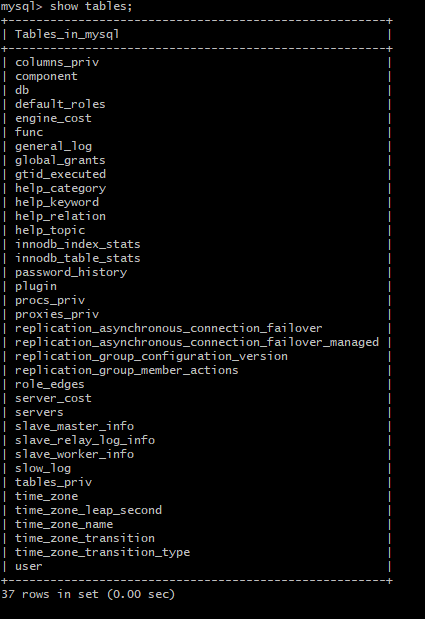 mysql> show tables;
+------------------------------------------------------+
| Tables_in_mysql                                      |
+------------------------------------------------------+
| columns_priv                                         |
| component                                            |
| db                                                   |
| default_roles                                        |
| engine_cost                                          |
| func                                                 |
| general_log                                          |
| global_grants                                        |
| gtid_executed                                        |
| help_category                                        |
| help_keyword                                         |
| help_relation                                        |
| help_topic                                           |
| innodb_index_stats                                   |
| innodb_table_stats                                   |
| password_history                                     |
| plugin                                               |
| procs_priv                                           |
| proxies_priv                                         |
| replication_asynchronous_connection_failover         |
| replication_asynchronous_connection_failover_managed |
| replication_group_configuration_version              |
| replication_group_member_actions                     |
| role_edges                                           |
| server_cost                                          |
| servers                                              |
| slave_master_info                                    |
| slave_relay_log_info                                 |
| slave_worker_info                                    |
| slow_log                                             |
| tables_priv                                          |
| time_zone                                            |
| time_zone_leap_second                                |
| time_zone_name                                       |
| time_zone_transition                                 |
| time_zone_transition_type                            |
| user                                                 |
+------------------------------------------------------+
37 rows in set (0.00 sec)